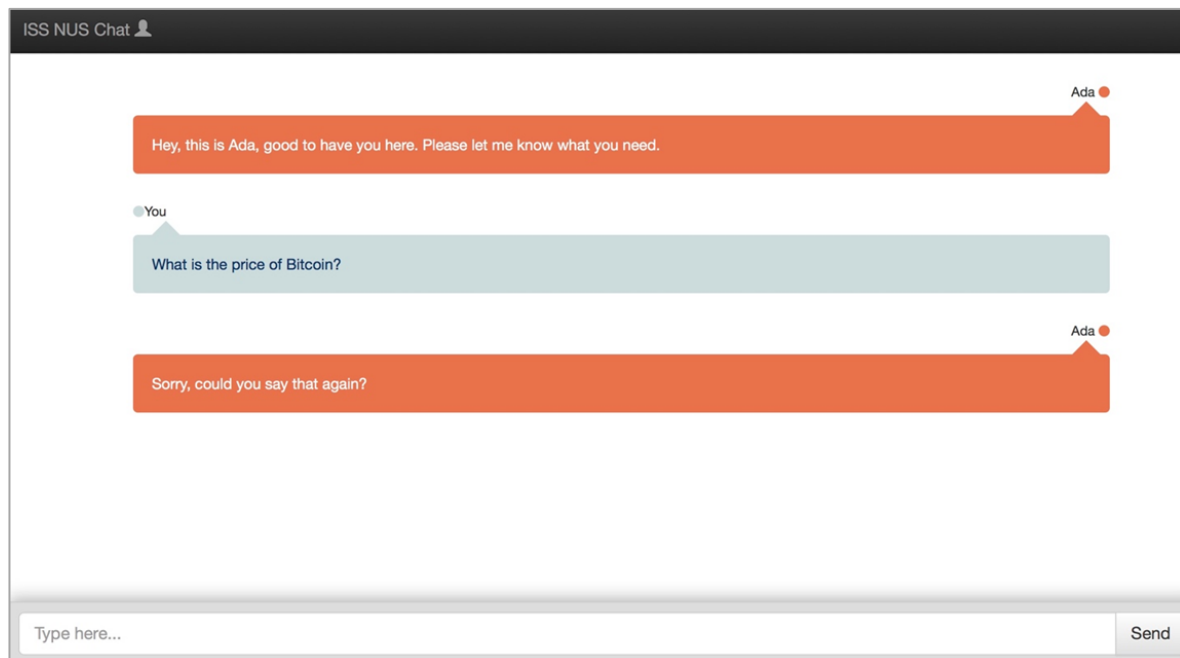 ISS NUS Chat
Ada
Hey, this is Ada, good to have you here. Please let me know what you need.
You
What is the price of Bitcoin?
Ada
Sorry, could you say that again?
Type here...
Send